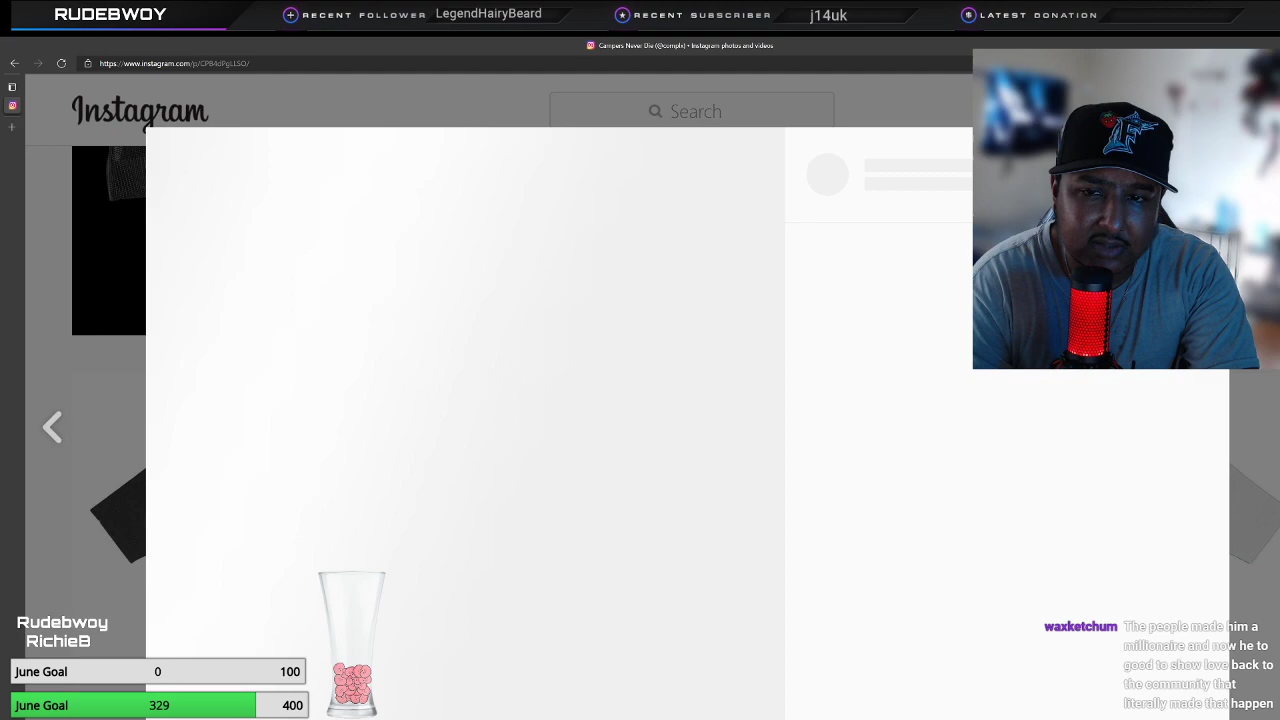 RUDEBWOY
RECENT FOLLOWER LegendHairyBeard
RECENT SUBSCRIBER j14uk
LATEST DONATION
Campers Never Die (@complx) • Instagram photos and videos
https://www.instagram.com/p/CPB4dPgLLSO/
Instagram
Search
Rudebwoy
RichieB
June Goal 0 100
June Goal 329 400
waxketchum The people made him a
millionaire and now he to
good to show love back to
the community that
literally made that happen